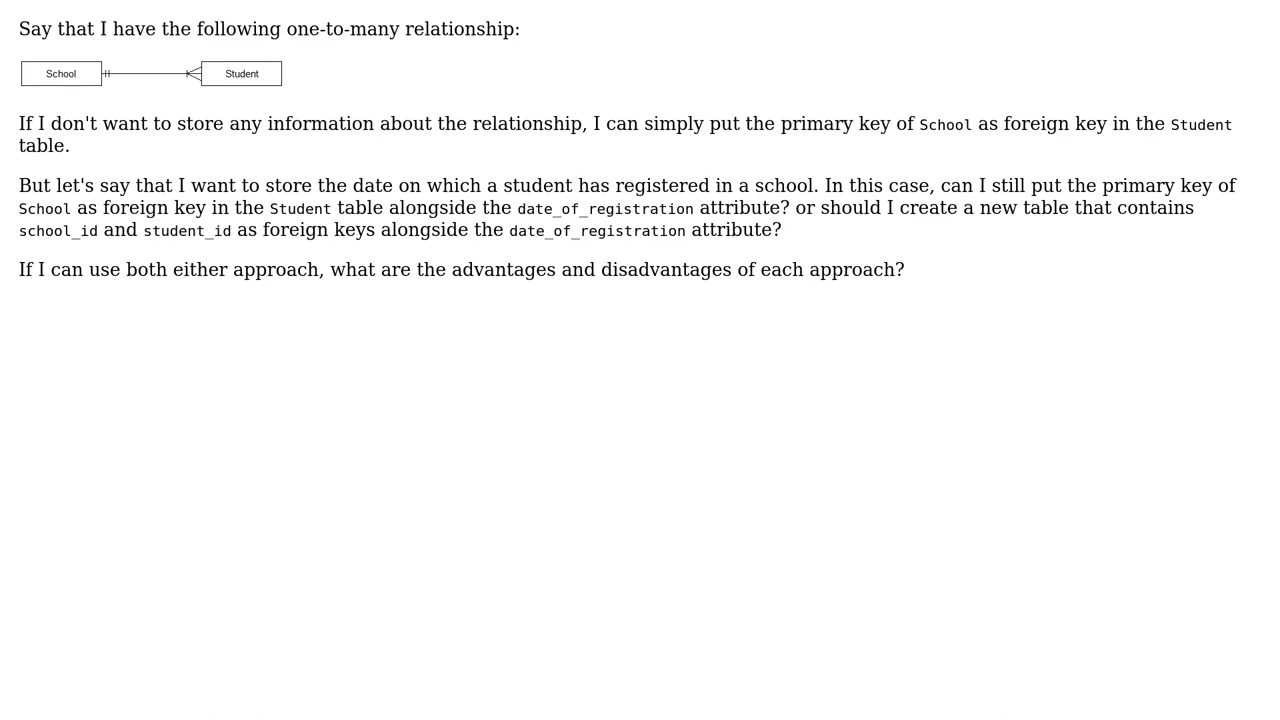 Say that I have the following one-to-many relationship:
School
Student
If I don't want to store any information about the relationship, I can simply put the primary key of School as foreign key in the Student
table.
But let's say that I want to store the date on which a student has registered in a school. In this case, can I still put the primary key of
School as foreign key in the Student table alongside the date_of_registration attribute? or should I create a new table that contains
school_id and student_id as foreign keys alongside the date_of_registration attribute?
If I can use both either approach, what are the advantages and disadvantages of each approach?